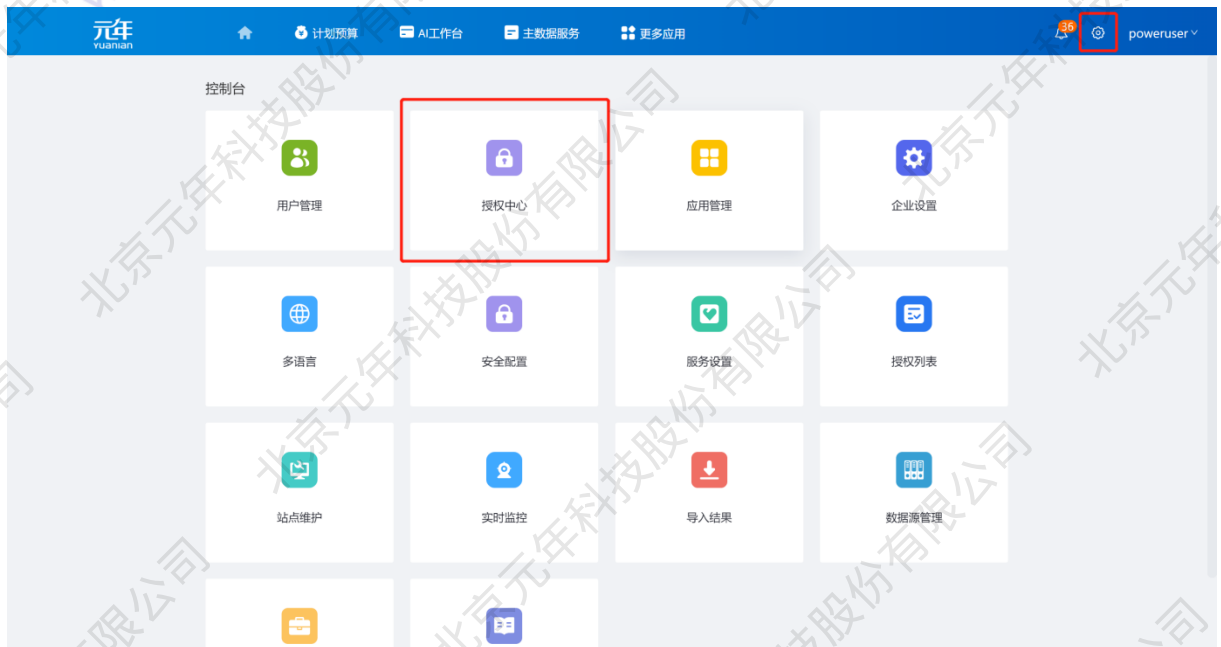 元年
yuanian
计划预算
AI工作台
主数据服务
更多应用
36
poweruser
控制台
用户管理
授权中心
应用管理
企业设置
多语言
安全配置
服务设置
授权列表
站点维护
实时监控
导入结果
数据源管理
北京元年科技股份有限公司